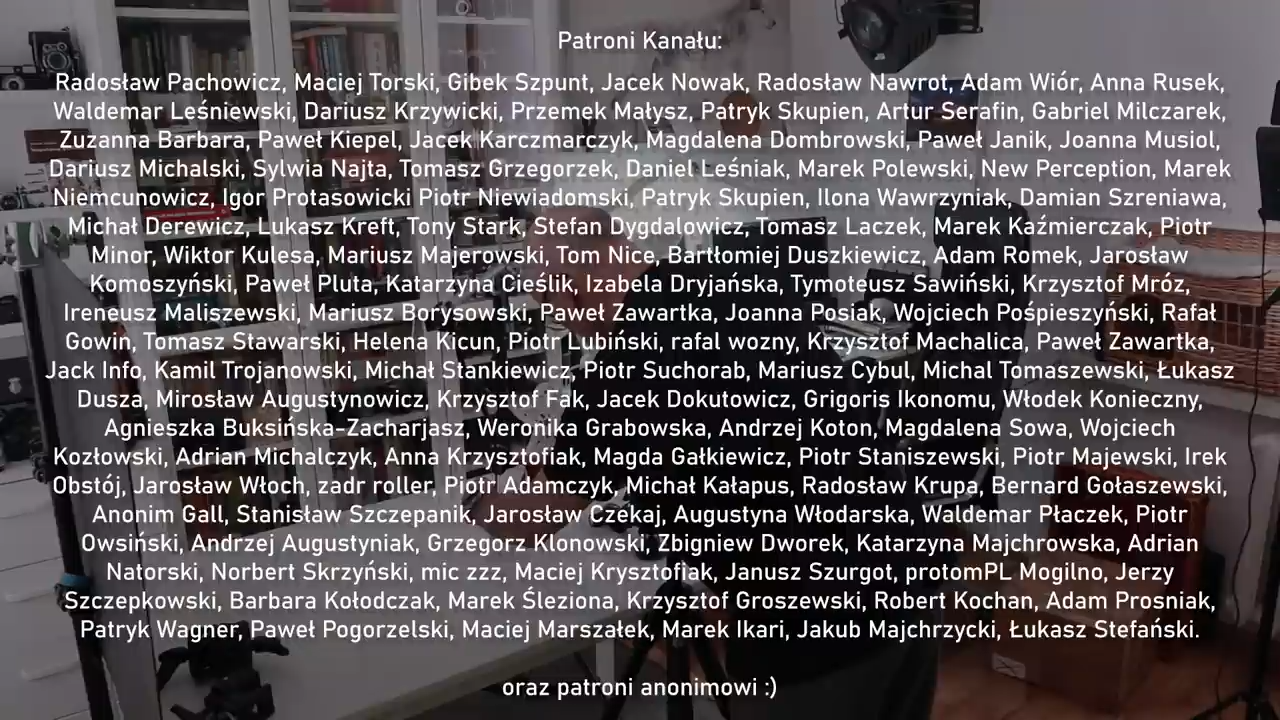 Patroni Kanału:
Radosław Pachowicz, Maciej Torski, Gibek Szpunt, Jacek Nowak, Radosław Nawrot, Adam Wiór, Anna Rusek,
Waldemar Leśniewski, Dariusz Krzywicki, Przemek Małysz, Patryk Skupien, Artur Serafin, Gabriel Milczarek,
Zuzanna Barbara, Paweł Kiepel, Jacek Karczmarczyk, Magdalena Dombrowski, Paweł Janik, Joanna Musiol,
Dariusz Michalski, Sylwia Najta, Tomasz Grzegorzek, Daniel Leśniak, Marek Polewski, New Perception, Marek
Niemcunowicz, Igor Protasowicki Piotr Niewiadomski, Patryk Skupien, Ilona Wawrzyniak, Damian Szreniawa,
Michał Derewicz, Lukasz Kreft, Tony Stark, Stefan Dygdalowicz, Tomasz Laczek, Marek Kaźmierczak, Piotr
Minor, Wiktor Kulesa, Mariusz Majerowski, Tom Nice, Bartłomiej Duszkiewicz, Adam Romek, Jarosław
Komoszyński, Paweł Pluta, Katarzyna Cieślik, Izabela Dryjańska, Tymoteusz Sawiński, Krzysztof Mróz,
Ireneusz Maliszewski, Mariusz Borysowski, Paweł Zawartka, Joanna Posiak, Wojciech Pośpieszyński, Rafał
Gowin, Tomasz Stawarski, Helena Kicun, Piotr Lubiński, rafal wozny, Krzysztof Machalica, Paweł Zawartka,
Jack Info, Kamil Trojanowski, Michał Stankiewicz, Piotr Suchorab, Mariusz Cybul, Michal Tomaszewski, Łukasz
Dusza, Mirosław Augustynowicz, Krzysztof Fak, Jacek Dokutowicz, Grigoris Ikonomu, Włodek Konieczny,
Agnieszka Buksińska-Zacharjasz, Weronika Grabowska, Andrzej Koton, Magdalena Sowa, Wojciech
Kozłowski, Adrian Michalczyk, Anna Krzysztofiak, Magda Gałkiewicz, Piotr Staniszewski, Piotr Majewski, Irek
Obstój, Jarosław Włoch, zadr roller, Piotr Adamczyk, Michał Kałapus, Radosław Krupa, Bernard Gołaszewski,
Anonim Gall, Stanisław Szczepanik, Jarosław Czekaj, Augustyna Włodarska, Waldemar Płaczek, Piotr
Owsiński, Andrzej Augustyniak, Grzegorz Klonowski, Zbigniew Dworek, Katarzyna Majchrowska, Adrian
Natorski, Norbert Skrzyński, mic zzz, Maciej Krysztofiak, Janusz Szurgot, protomPL Mogilno, Jerzy
Szczepkowski, Barbara Kołodczak, Marek Śleziona, Krzysztof Groszewski, Robert Kochan, Adam Prosniak,
Patryk Wagner, Paweł Pogorzelski, Maciej Marszałek, Marek Ikari, Jakub Majchrzycki, Łukasz Stefański.
oraz patroni anonimowi :)